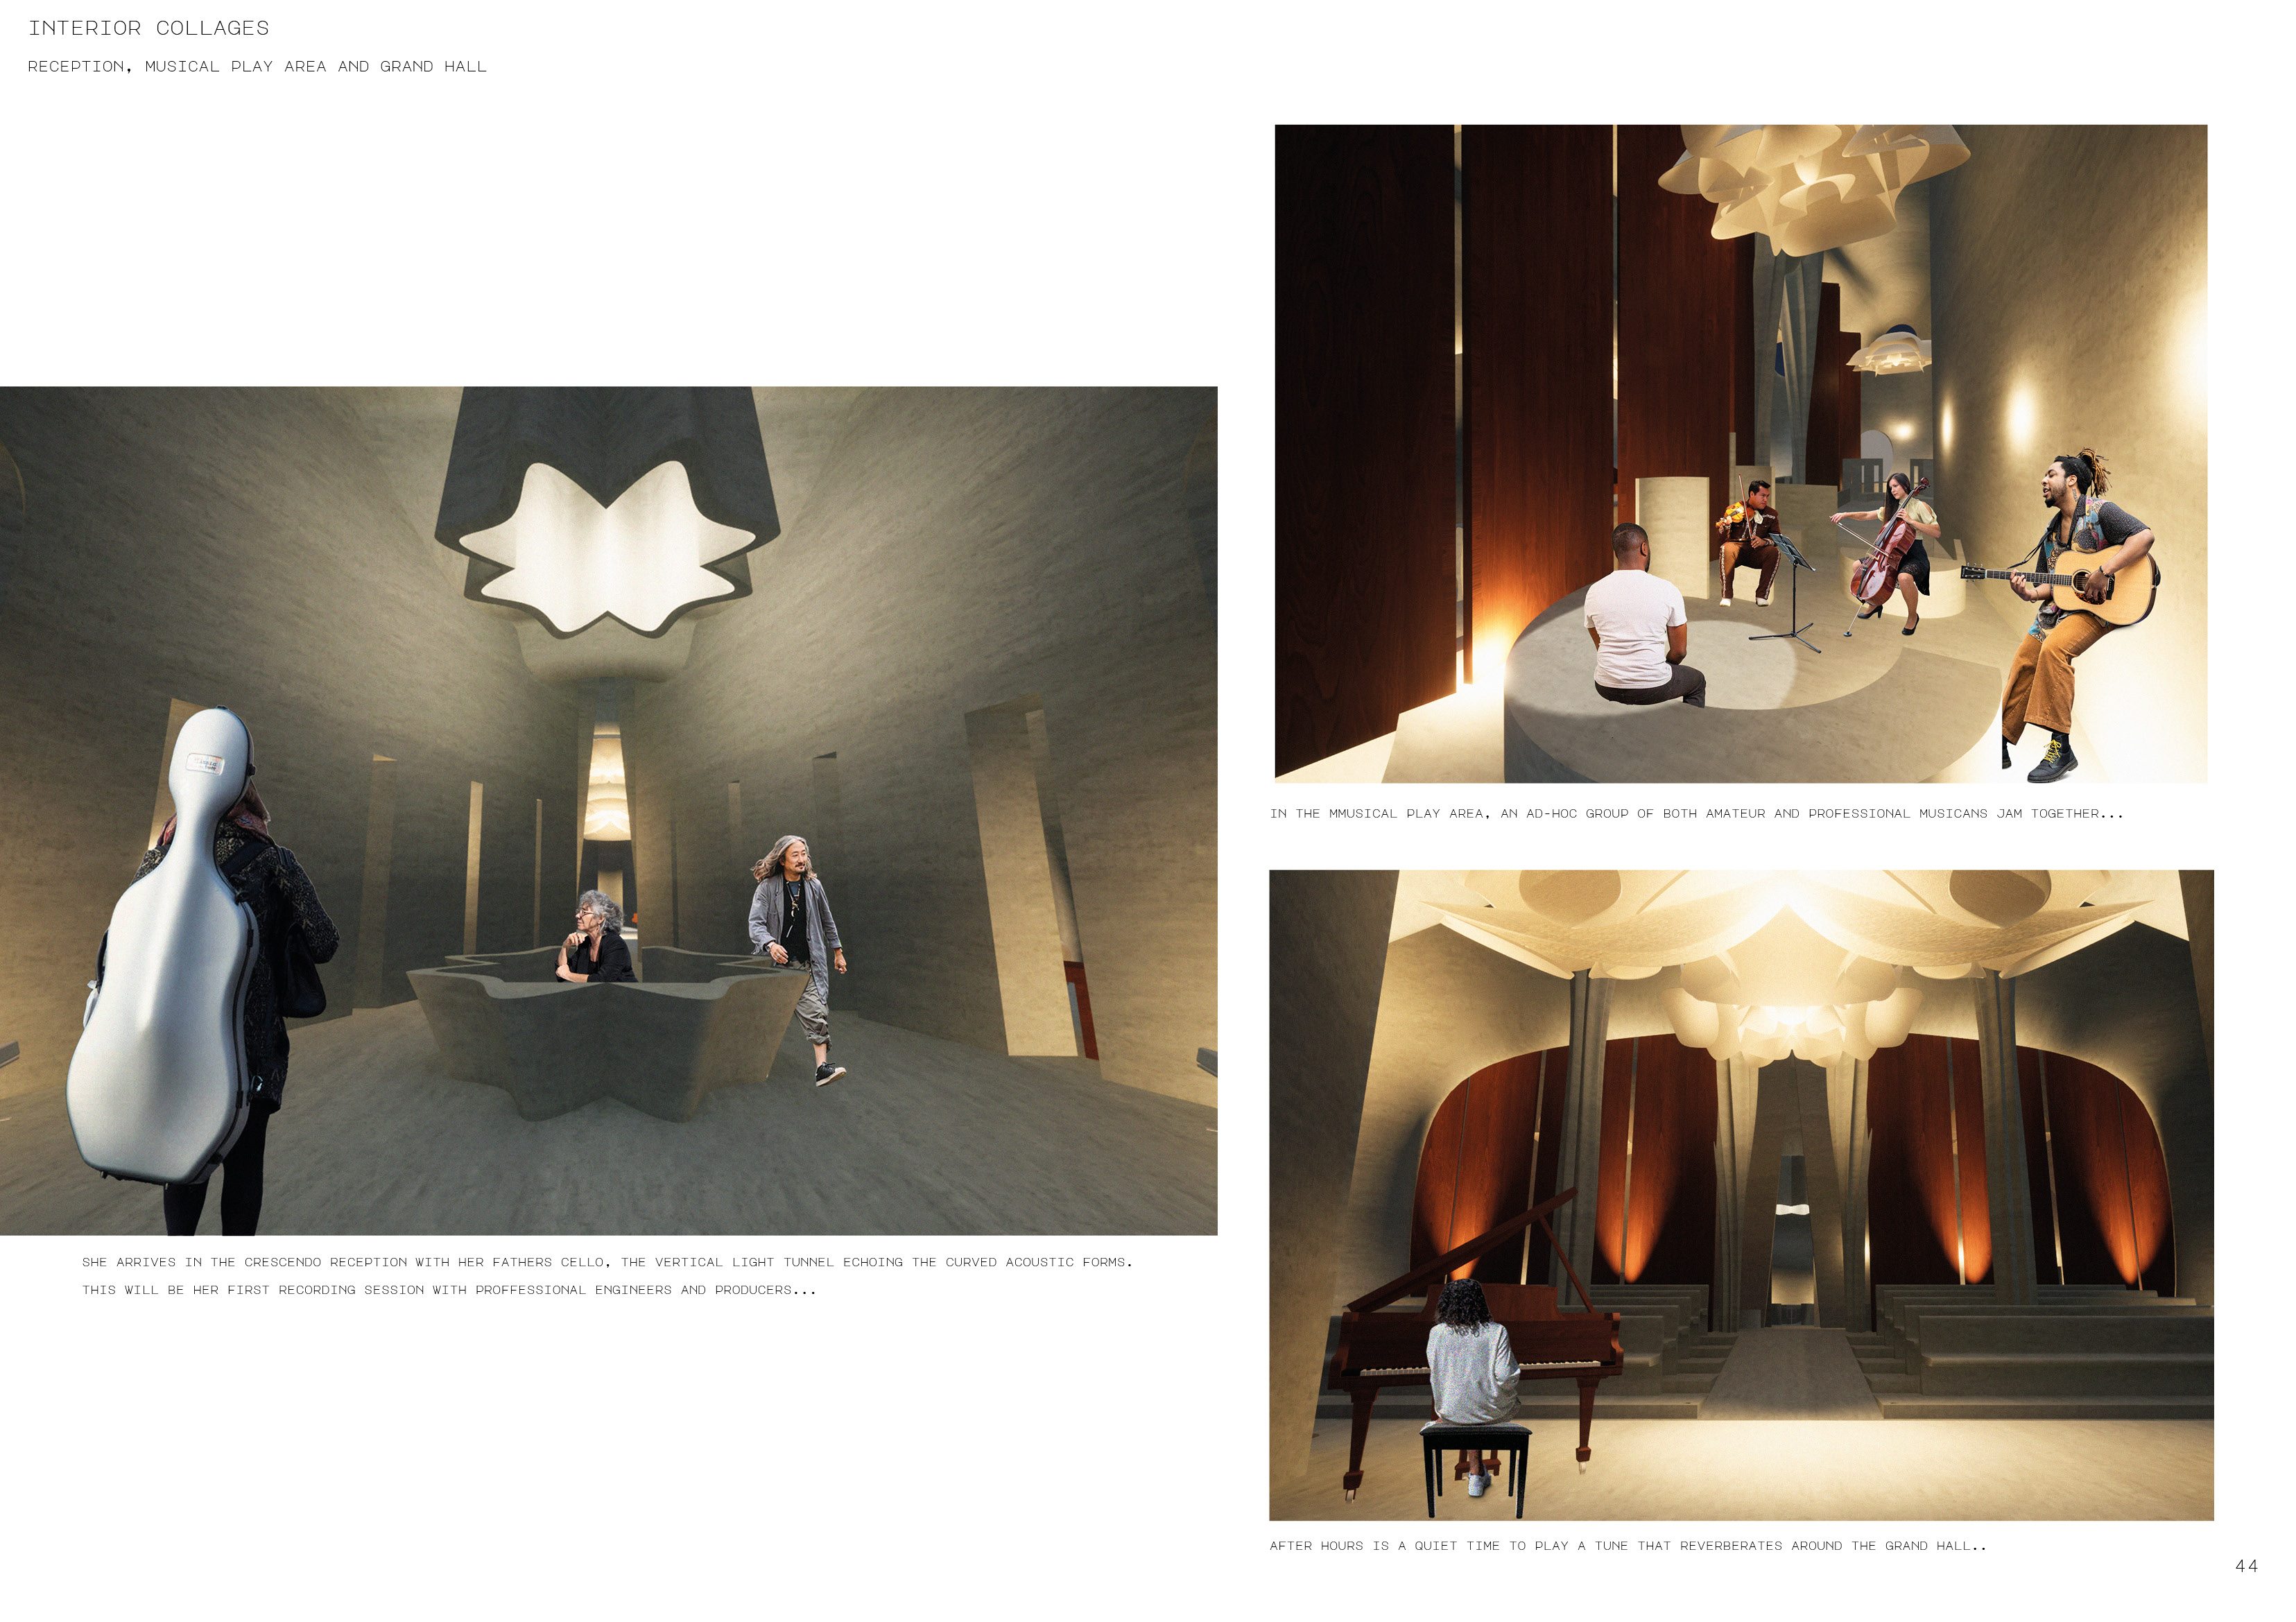 INTERIOR COLLAGES
RECEPTION, MUSICAL PLAY AREA AND GRAND HALL
SHE ARRIVES IN THE CRESCENDO RECEPTION WITH HER FATHERS CELLO, THE VERTICAL LIGHT TUNNEL ECHOING THE CURVED ACOUSTIC FORMS.
THIS WILL BE HER FIRST RECORDING SESSION WITH PROFFESSIONAL ENGINEERS AND PRODUCERS...
IN THE MMUSICAL PLAY AREA, AN AD-HOC GROUP OF BOTH AMATEUR AND PROFESSIONAL MUSICANS JAM TOGETHER...
AFTER HOURS IS A QUIET TIME TO PLAY A TUNE THAT REVERBERATES AROUND THE GRAND HALL..
44